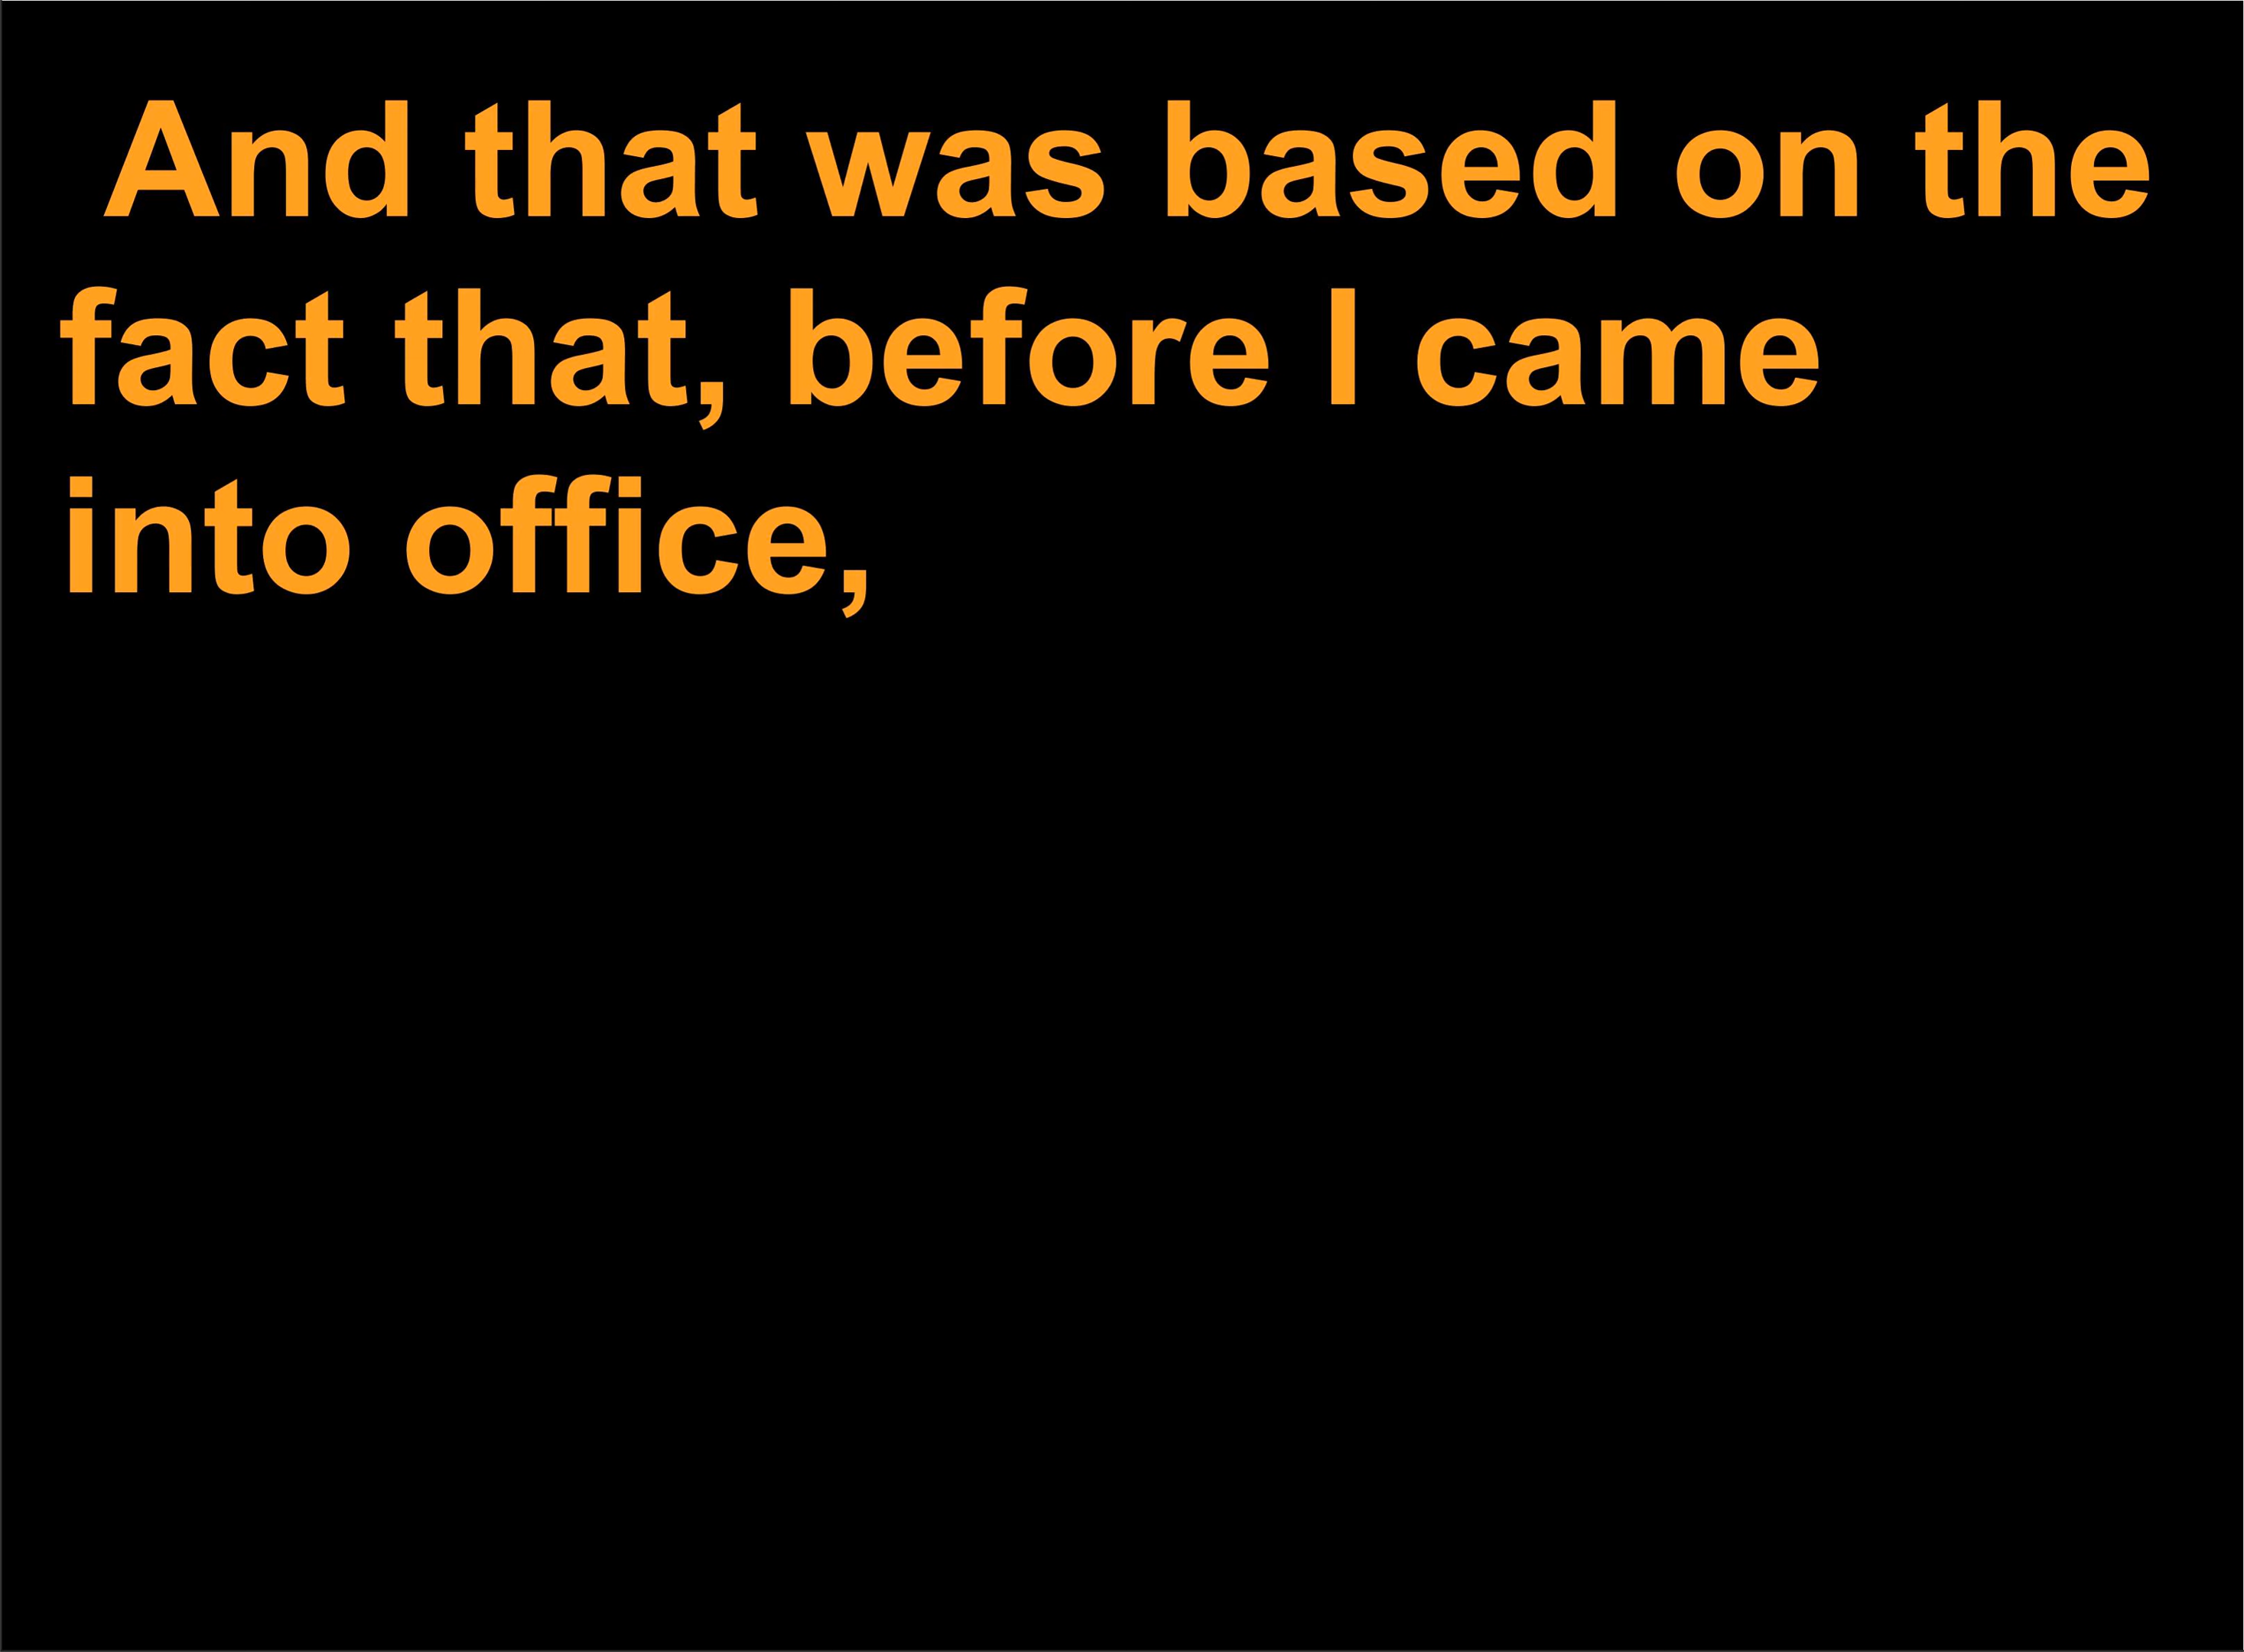 And that was based on the
fact that, before I came
into office,